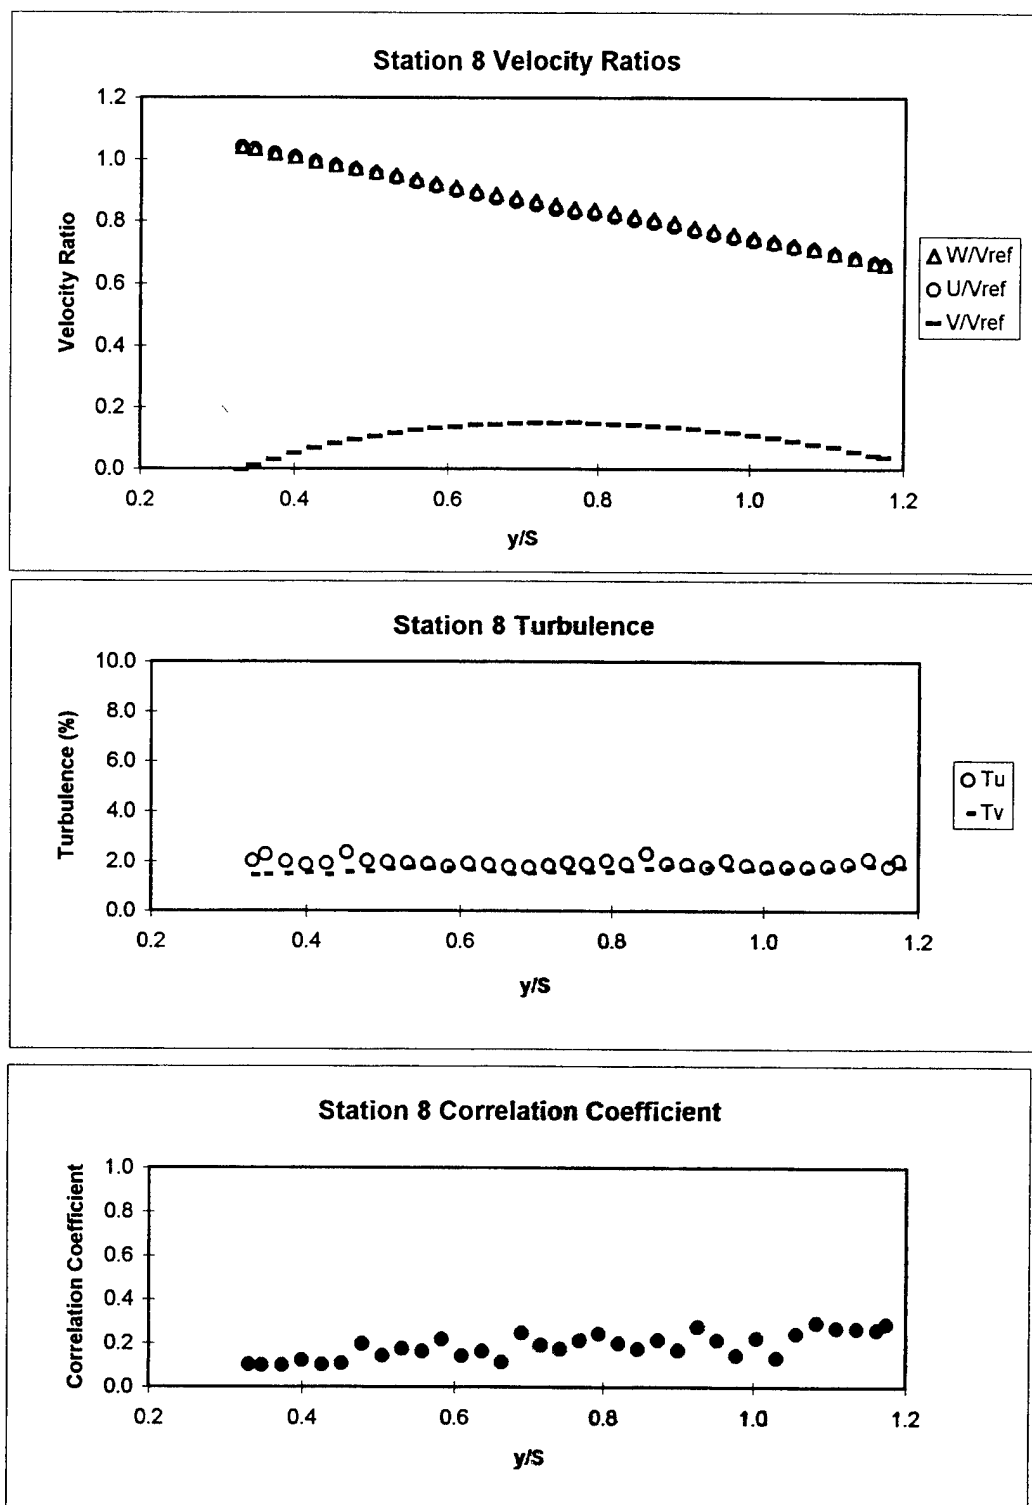 Station 8 Velocity Ratios
1.2
1.0
0.8
0.6
0.4
0.2
0.0
Velocity Ratio
0.2 0.4 0.6 0.8 1.0 1.2
y/S
W/Vref
U/Vref
V/Vref
Station 8 Turbulence
10.0
8.0
6.0
4.0
2.0
0.0
Turbulence (%)
0.2 0.4 0.6 0.8 1.0 1.2
y/S
Tu
Tv
Station 8 Correlation Coefficient
1.0
0.8
0.6
0.4
0.2
0.0
Correlation Coefficient
0.2 0.4 0.6 0.8 1.0 1.2
y/S